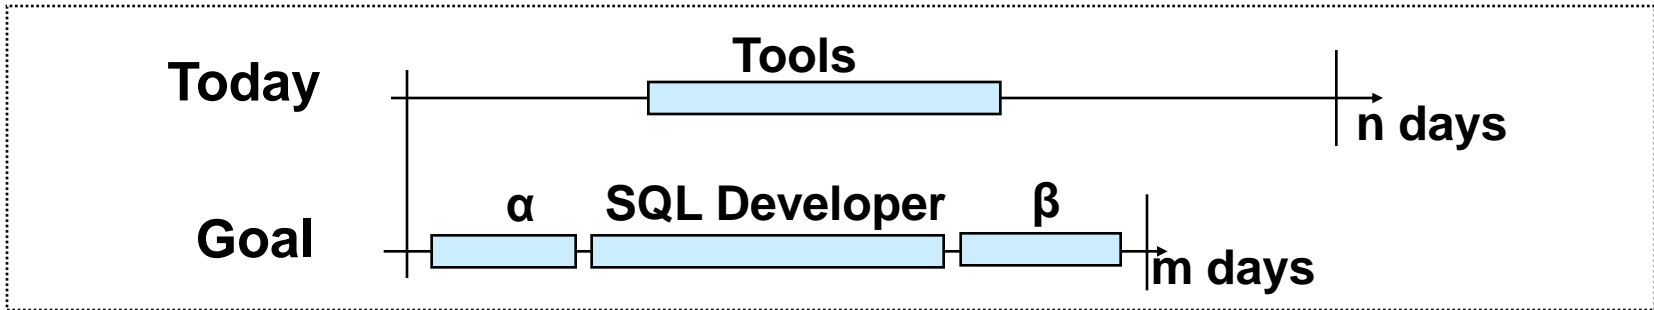 Tools
Today
n days
α SQL Developer β
Goal
m days